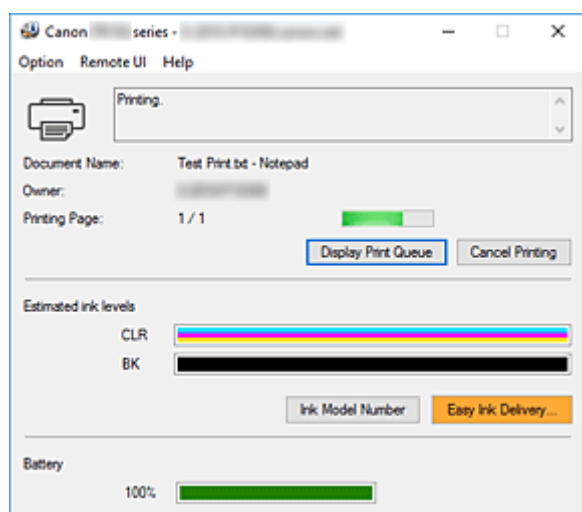 Canon series -
Option Remote UI Help
Printing.
Document Name: Test Print.txt - Notepad
Owner:
Printing Page: 1 / 1
Display Print Queue Cancel Printing
Estimated ink levels
CLR
BK
Ink Model Number Easy Ink Delivery...
Battery
100%